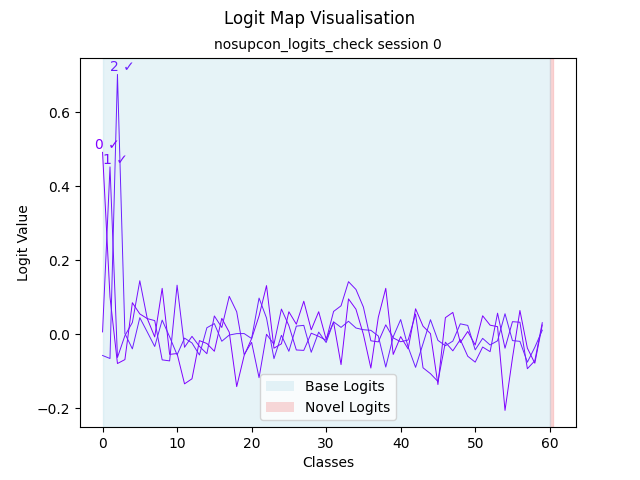 Logit Map Visualisation
nosupcon_logits_check session 0
2 ✓
0 ✓
1 ✓
0.6
0.4
0.2
0.0
−0.2
Logit Value
Base Logits
Novel Logits
0 10 20 30 40 50 60
Classes